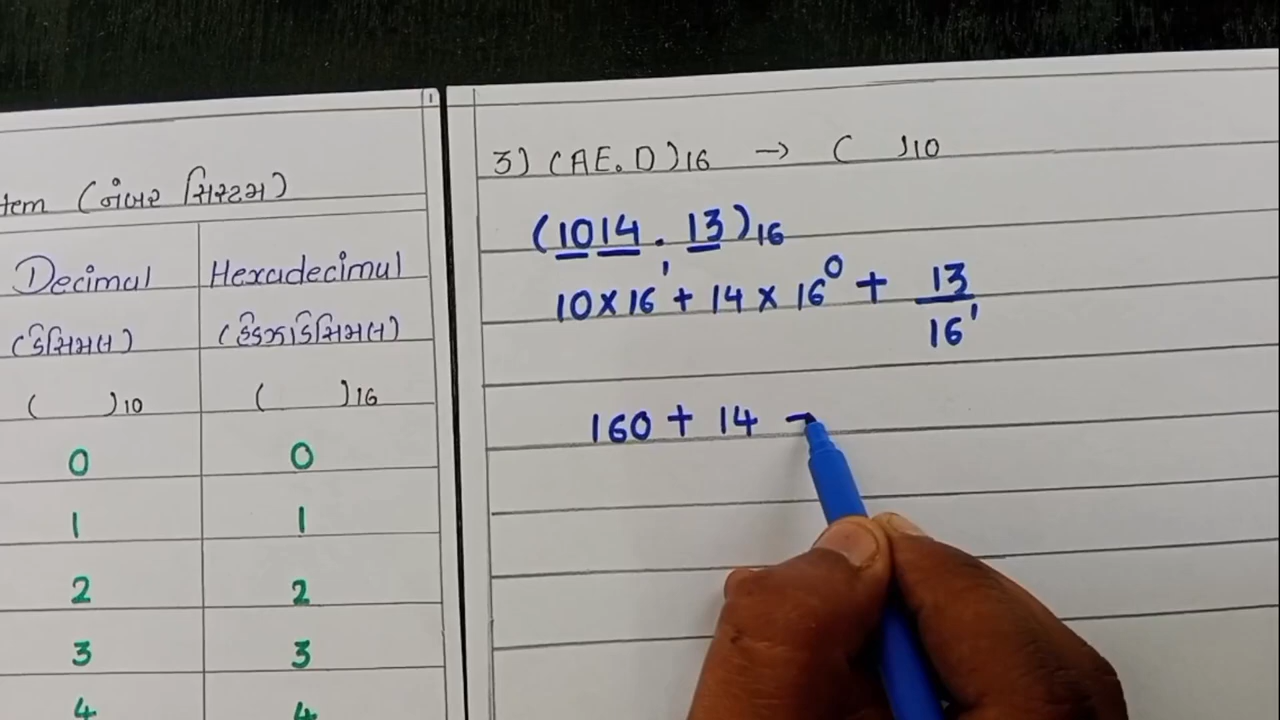 tem (નંબર સિસ્ટમ)
Decimal Hexadecimal
(ડેસિમલ) (હેક્ઝાડેસિમલ)
( )10 ( )16
0 0
1 1
2 2
3 3
4 4
3) (AE.D)16 → ( )10
(1014 . 13)16
10 × 16¹ + 14 × 16⁰ + 13/16¹
160 + 14